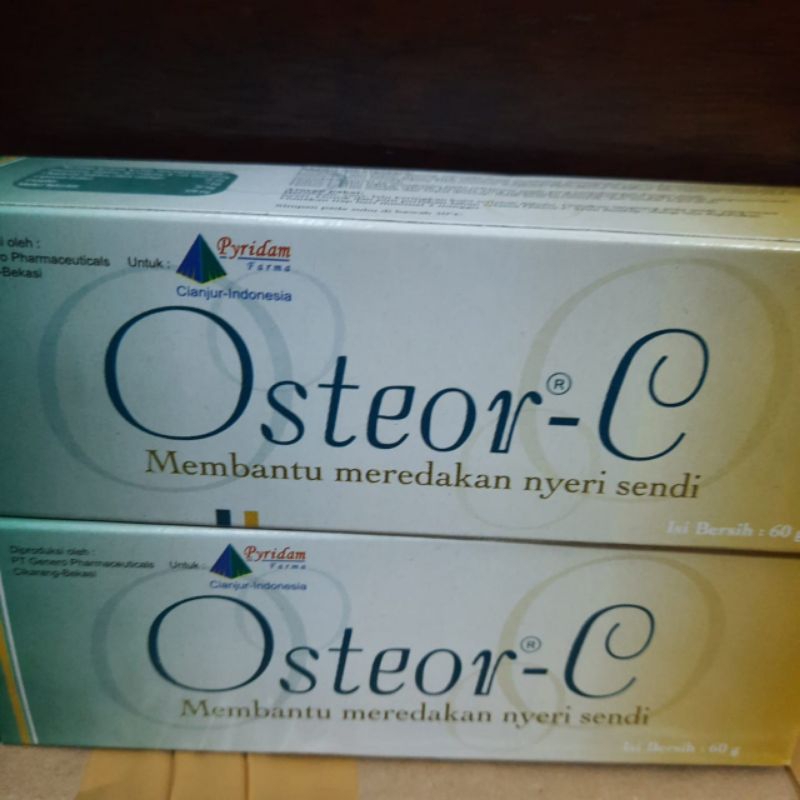 i oleh :
o Pharmaceuticals
-Bekasi
Untuk :
Pyridam
Farma
Cianjur-Indonesia
Osteor®-C
Membantu meredakan nyeri sendi
Isi Bersih : 60 g
Diproduksi oleh :
PT Genero Pharmaceuticals
Cikarang-Bekasi
Untuk :
Pyridam
Farma
Cianjur-Indonesia
Osteor®-C
Membantu meredakan nyeri sendi
Isi Bersih : 60 g